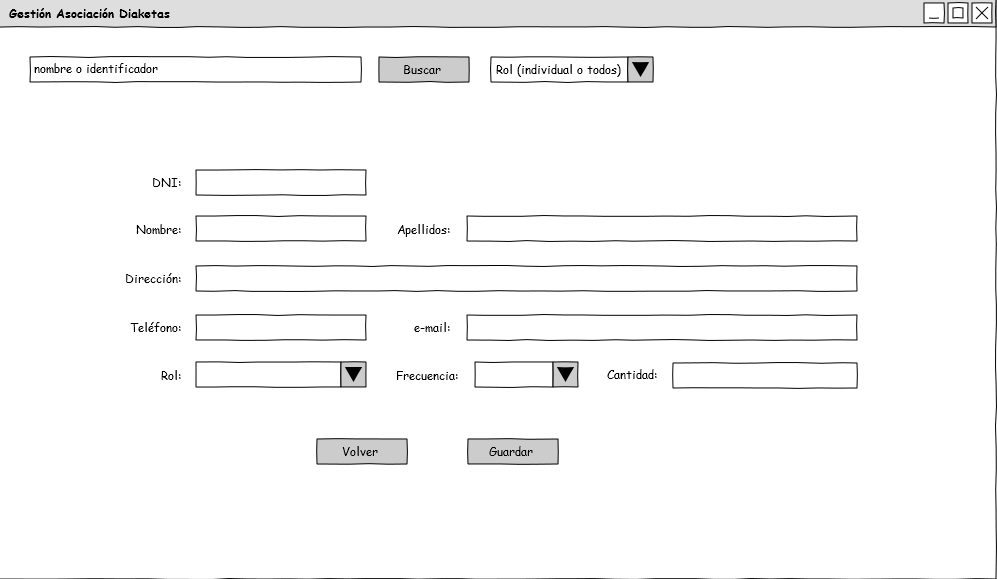 Gestión Asociación Diaketas
nombre o identificador Buscar Rol (individual o todos)
DNI:
Nombre: Apellidos:
Dirección:
Teléfono: e-mail:
Rol: Frecuencia: Cantidad:
Volver Guardar